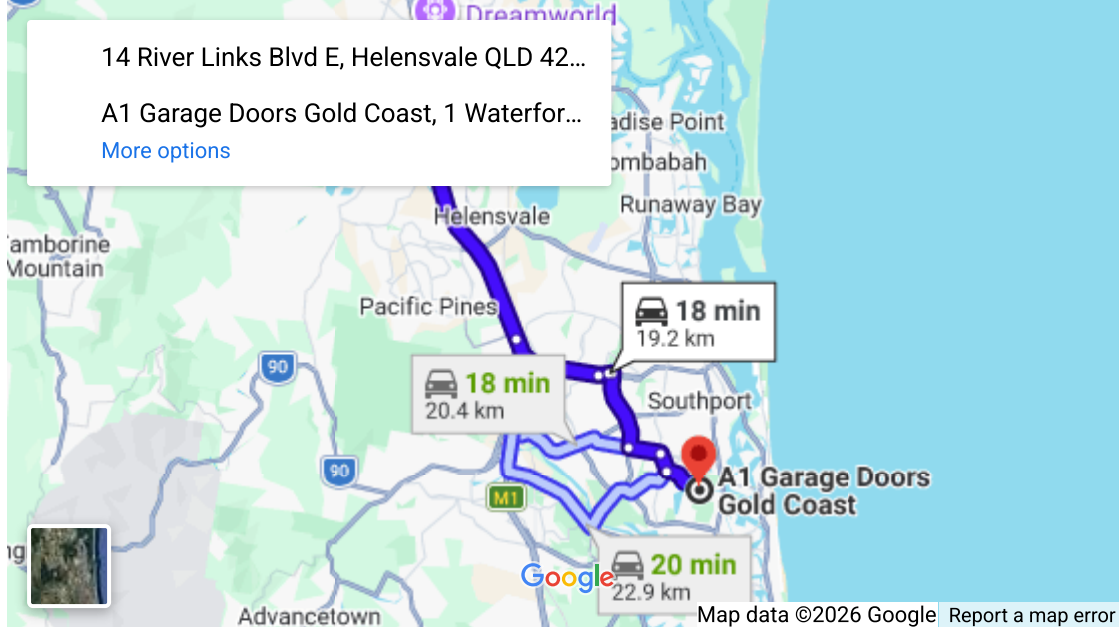 Dreamworld
14 River Links Blvd E, Helensvale QLD 42...
A1 Garage Doors Gold Coast, 1 Waterfor...
More options
adise Point
ombabah
Runaway Bay
Helensvale
amborine
Mountain
Pacific Pines
18 min
19.2 km
90
18 min
20.4 km
Southport
90
M1
A1 Garage Doors
Gold Coast
ng
Google
20 min
22.9 km
Advancetown
Map data ©2026 Google
Report a map error